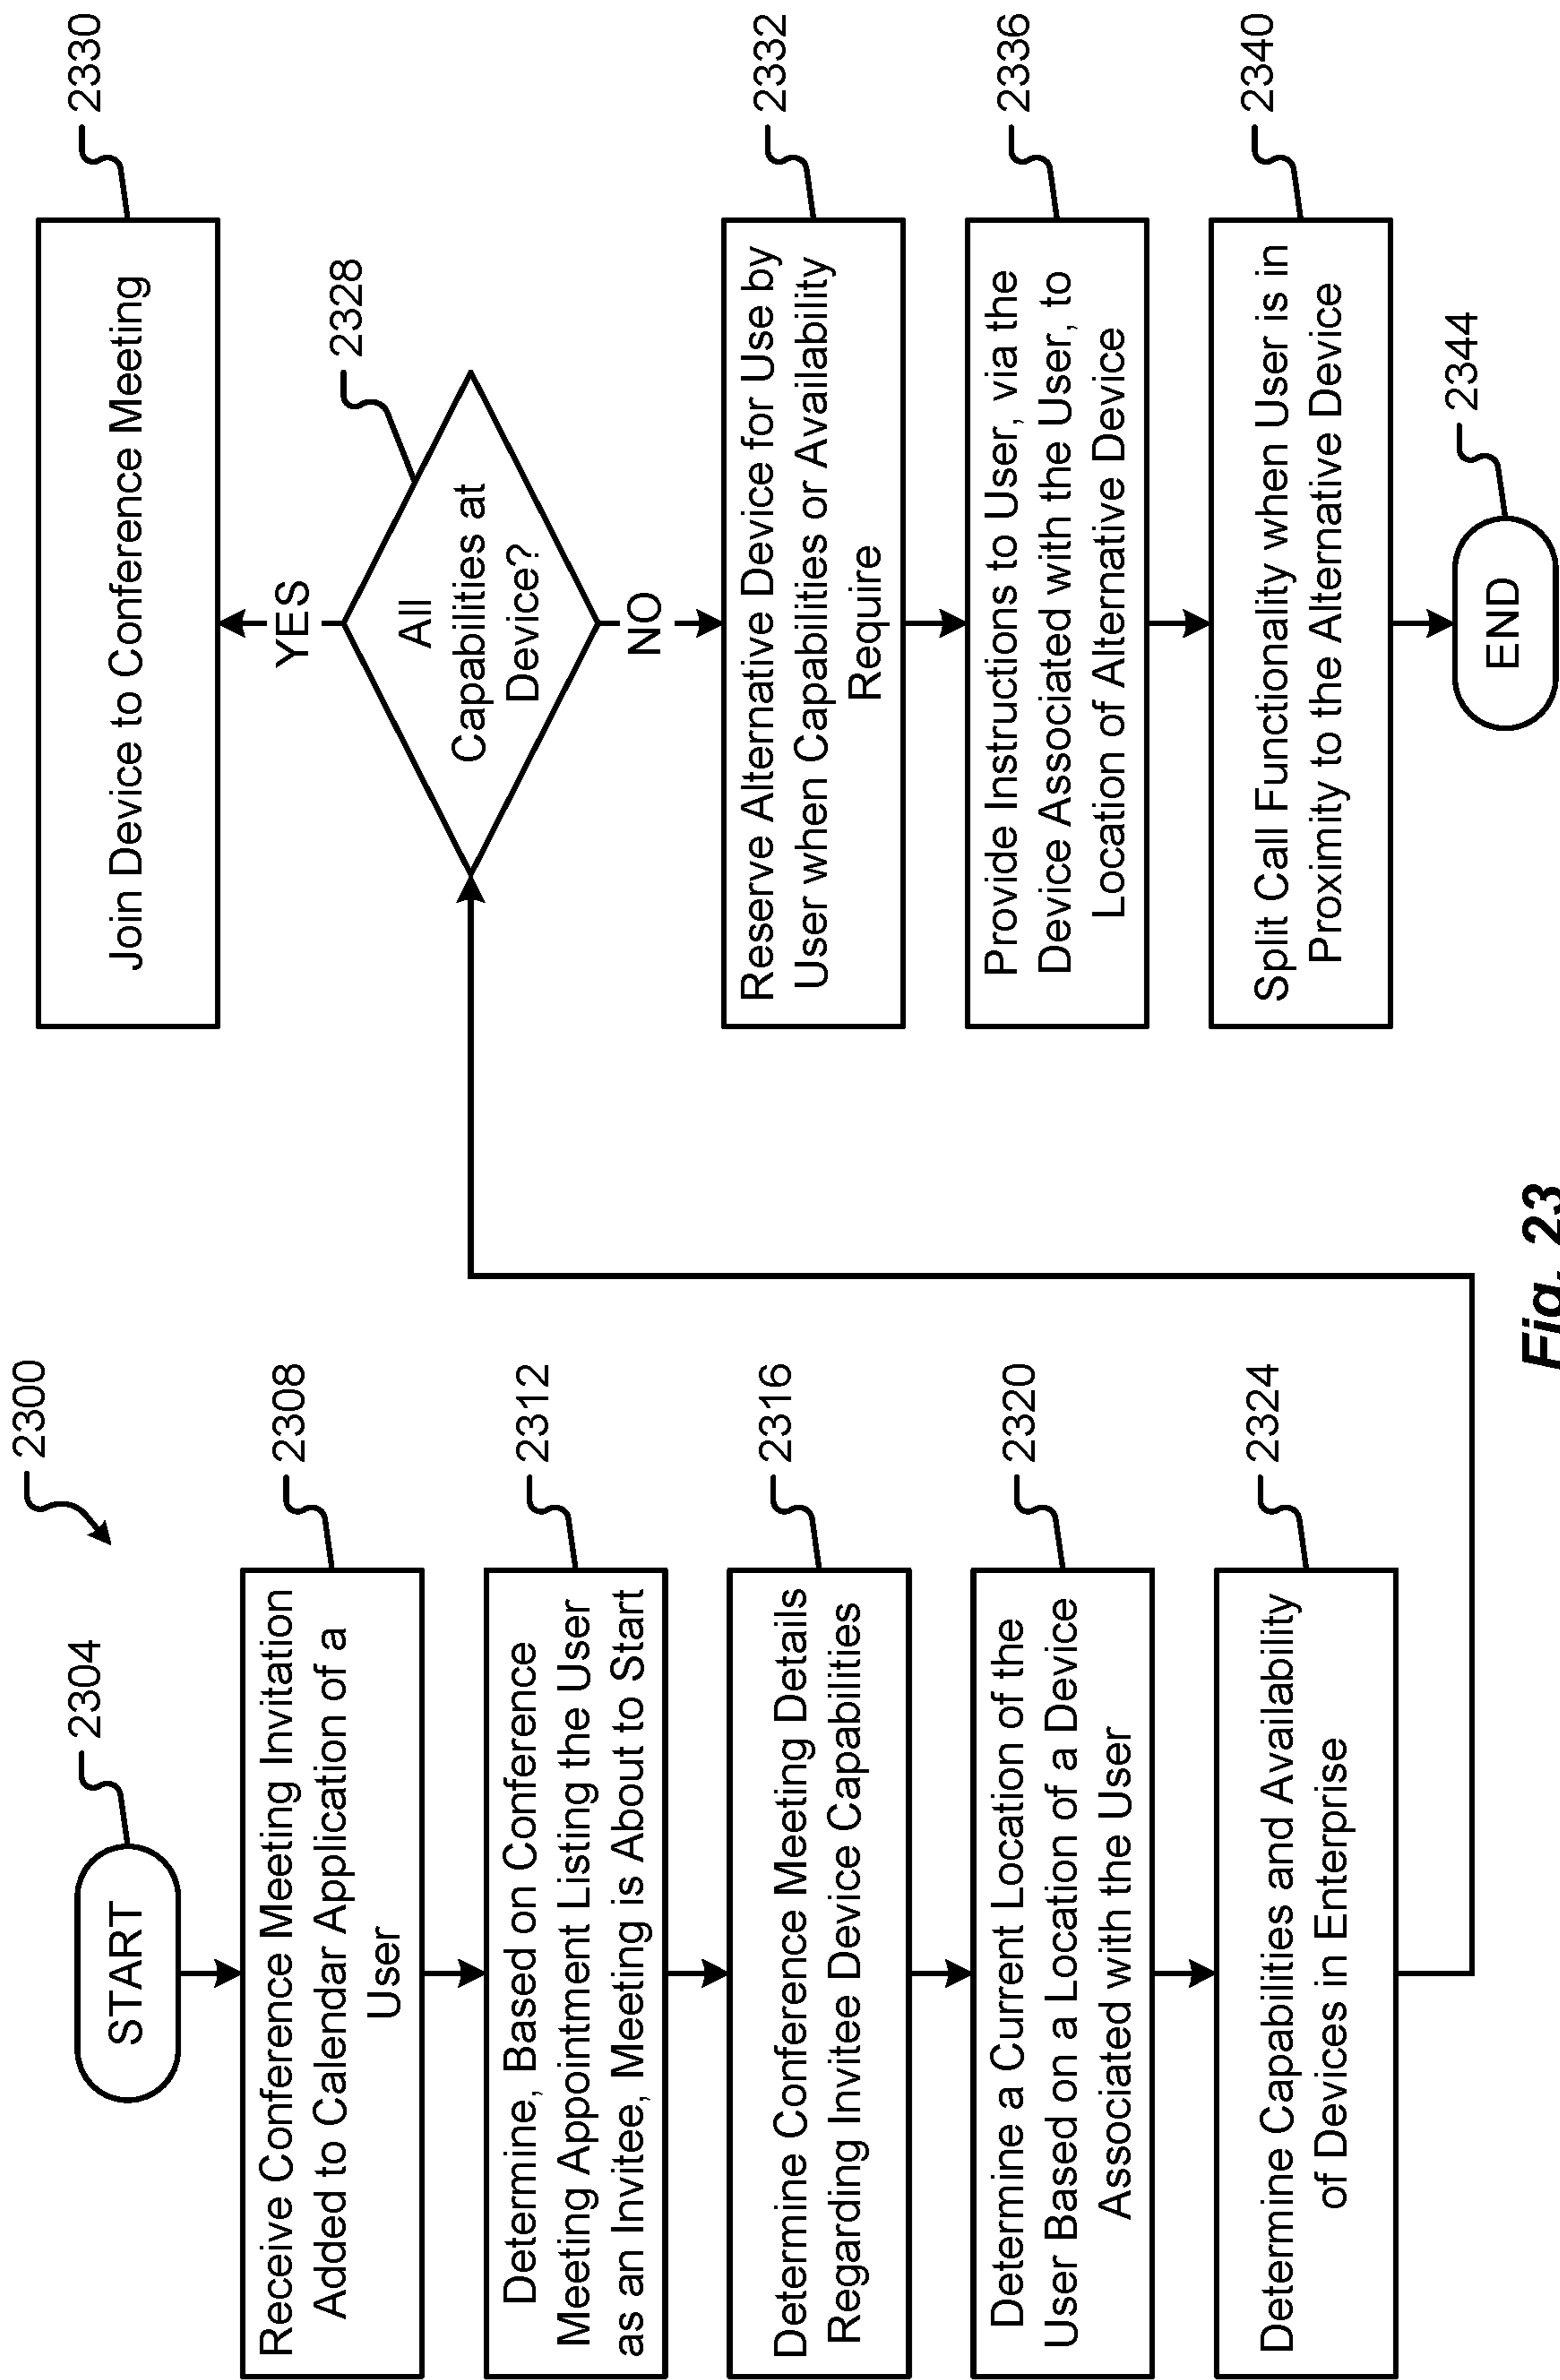 2300
START
2304
Receive Conference Meeting Invitation
Added to Calendar Application of a
User
2308
Determine, Based on Conference
Meeting Appointment Listing the User
as an Invitee, Meeting is About to Start
2312
Determine Conference Meeting Details
Regarding Invitee Device Capabilities
2316
Determine a Current Location of the
User Based on a Location of a Device
Associated with the User
2320
Determine Capabilities and Availability
of Devices in Enterprise
2324
Join Device to Conference Meeting
2330
YES
All
Capabilities at
Device?
2328
NO
Reserve Alternative Device for Use by
User when Capabilities or Availability
Require
2332
Provide Instructions to User, via the
Device Associated with the User, to
Location of Alternative Device
2336
Split Call Functionality when User is in
Proximity to the Alternative Device
2340
END
2344
Fig. 23